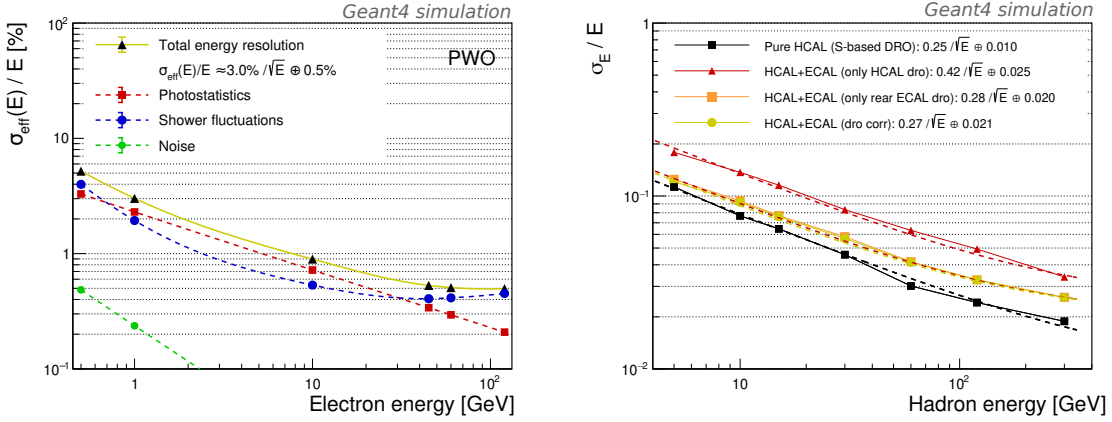 Geant4 simulation
σeff(E) / E [%]
10²
10
1
10⁻¹
Total energy resolution
σeff(E)/E ≈3.0% /√E ⊕ 0.5%
Photostatistics
Shower fluctuations
Noise
PWO
1
10
10²
Electron energy [GeV]
Geant4 simulation
σE / E
1
10⁻¹
10⁻²
Pure HCAL (S-based DRO): 0.25 /√E ⊕ 0.010
HCAL+ECAL (only HCAL dro): 0.42 /√E ⊕ 0.025
HCAL+ECAL (only rear ECAL dro): 0.28 /√E ⊕ 0.020
HCAL+ECAL (dro corr): 0.27 /√E ⊕ 0.021
10
10²
Hadron energy [GeV]